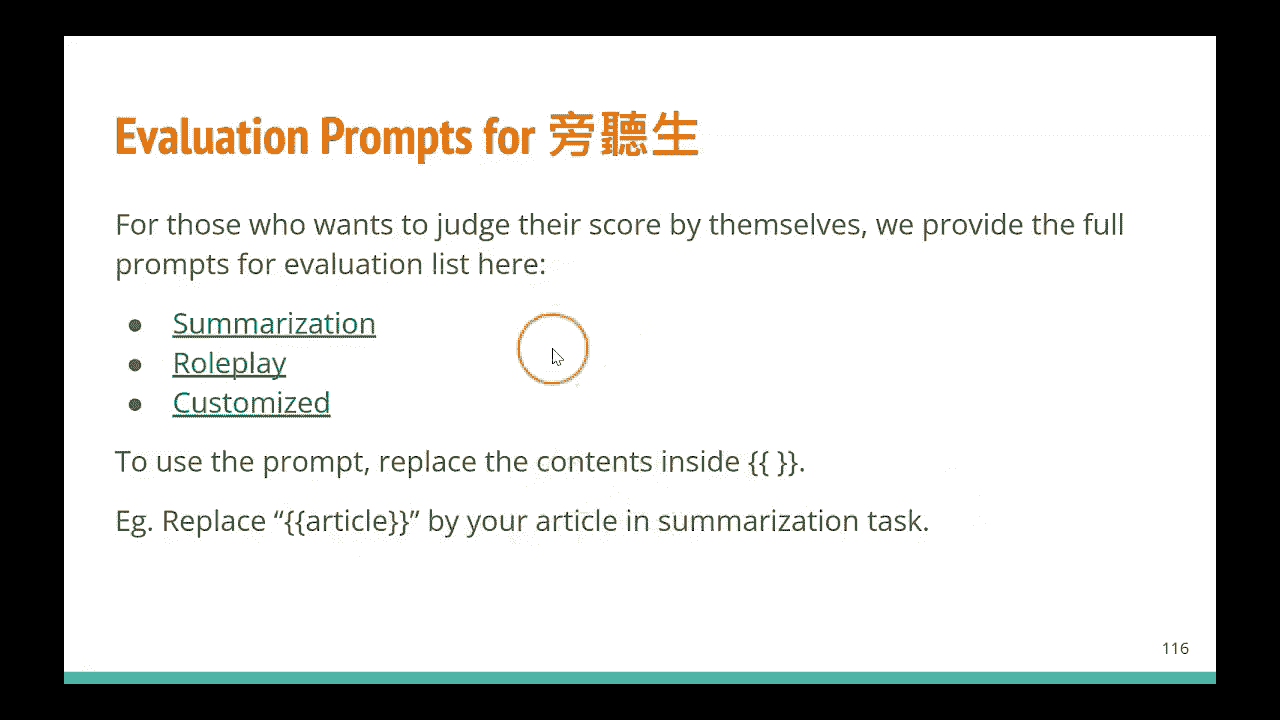 Evaluation Prompts for 旁聽生
For those who wants to judge their score by themselves, we provide the full
prompts for evaluation list here:
● Summarization
● Roleplay
● Customized
To use the prompt, replace the contents inside {{ }}.
Eg. Replace “{{article}}” by your article in summarization task.
116